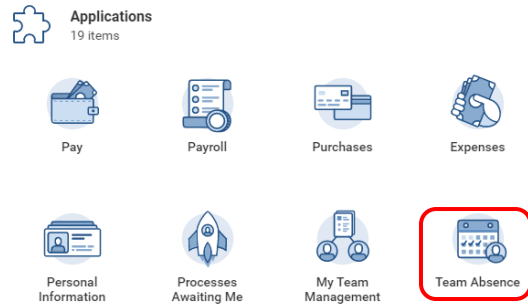 Applications
19 items
Pay
Payroll
Purchases
Expenses
Personal
Information
Processes
Awaiting Me
My Team
Management
Team Absence